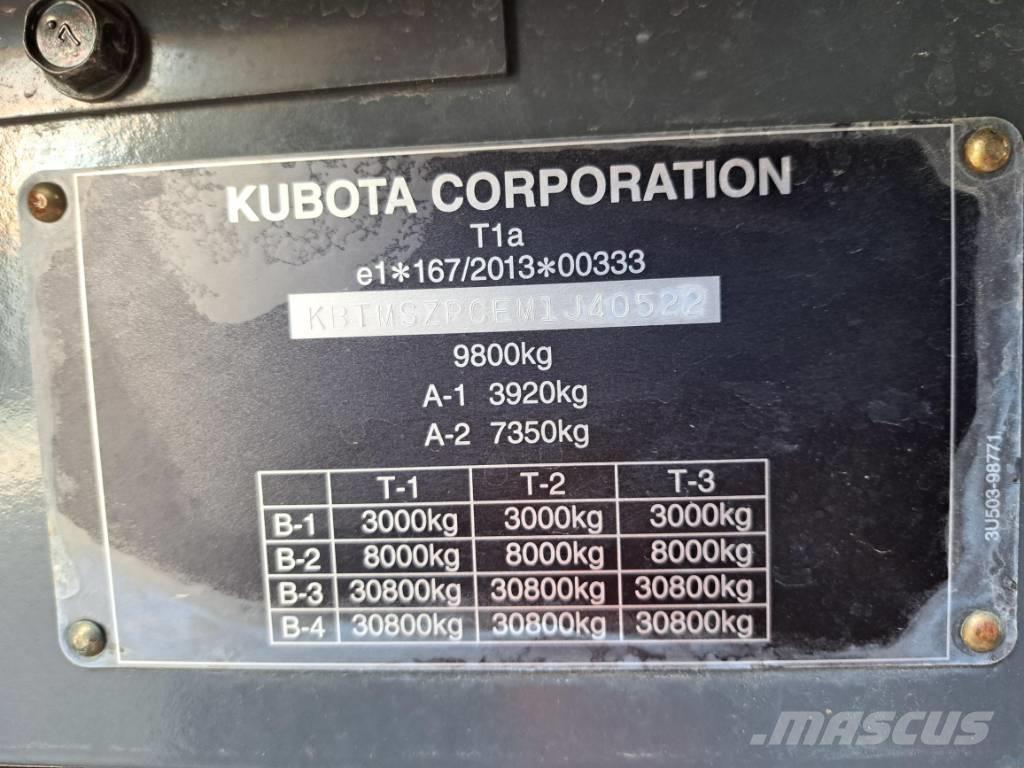 KUBOTA CORPORATION
T1a
e1*167/2013*00333
KBTMSZPCEM1J40522
9800kg
A-1 3920kg
A-2 7350kg
T-1 T-2 T-3
B-1 3000kg 3000kg 3000kg
B-2 8000kg 8000kg 8000kg
B-3 30800kg 30800kg 30800kg
B-4 30800kg 30800kg 30800kg
3U503-98771
MASCUS